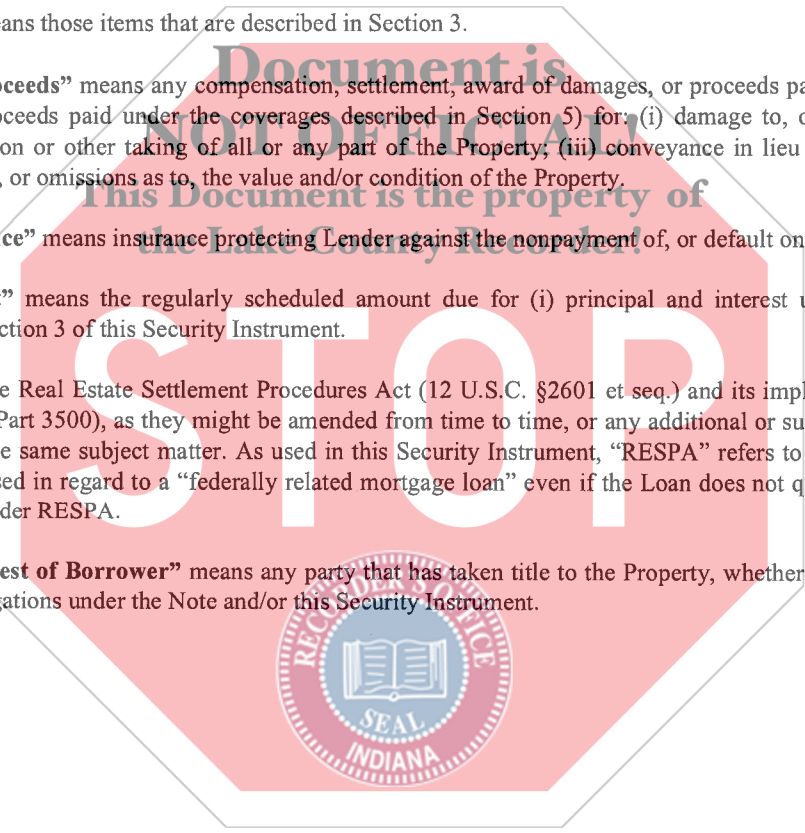 eans those items that are described in Section 3.
Document is
ceeds” means any compensation, settlement, award of damages, or proceeds pa
ceeds paid under the coverages described in Section 5) for: (i) damage to, 
NOT OFFICIAL!
on or other taking of all or any part of the Property; (iii) conveyance in lieu
, or omissions as to, the value and/or condition of the Property.
This Document is the property of
ce” means insurance protecting Lender against the nonpayment of, or default on
the Lake County Recorder!
” means the regularly scheduled amount due for (i) principal and interest u
ction 3 of this Security Instrument.
STOP
e Real Estate Settlement Procedures Act (12 U.S.C. §2601 et seq.) and its impl
Part 3500), as they might be amended from time to time, or any additional or su
e same subject matter. As used in this Security Instrument, “RESPA” refers to
sed in regard to a “federally related mortgage loan” even if the Loan does not q
der RESPA.
est of Borrower” means any party that has taken title to the Property, whether
gations under the Note and/or this Security Instrument.
RECORDER'S OFFICE
SEAL
INDIANA